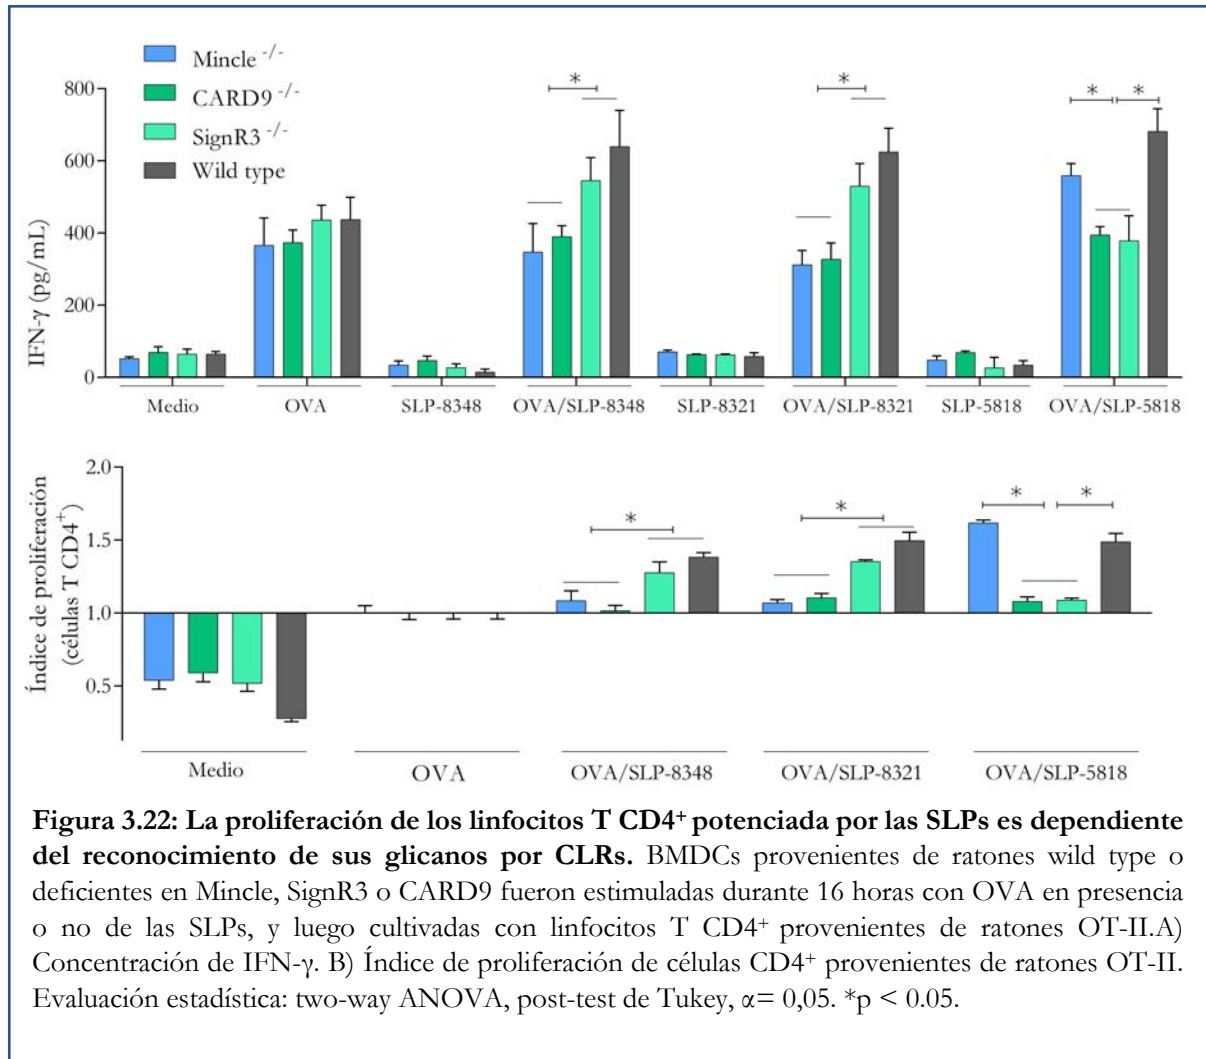 Mincle -/-
CARD9 -/-
SignR3 -/-
Wild type
IFN-γ (pg/mL)
800
600
400
200
0
* * * *
Medio OVA SLP-8348 OVA/SLP-8348 SLP-8321 OVA/SLP-8321 SLP-5818 OVA/SLP-5818
Índice de proliferación
(células T CD4+)
2.0
1.5
1.0
0.5
* * * *
Medio OVA OVA/SLP-8348 OVA/SLP-8321 OVA/SLP-5818
Figura 3.22: La proliferación de los linfocitos T CD4+ potenciada por las SLPs es dependiente
del reconocimiento de sus glicanos por CLRs. BMDCs provenientes de ratones wild type o
deficientes en Mincle, SignR3 o CARD9 fueron estimuladas durante 16 horas con OVA en presencia
o no de las SLPs, y luego cultivadas con linfocitos T CD4+ provenientes de ratones OT-II.A)
Concentración de IFN-γ. B) Índice de proliferación de células CD4+ provenientes de ratones OT-II.
Evaluación estadística: two-way ANOVA, post-test de Tukey, α= 0,05. *p < 0.05.